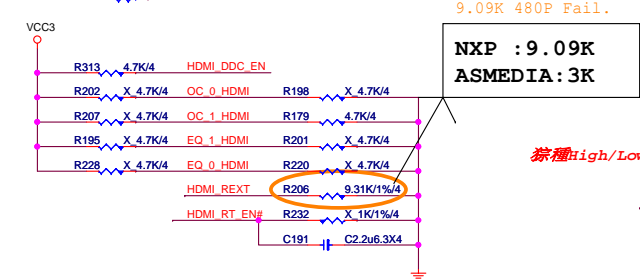 9.09K 480P Fail.
VCC3
NXP :9.09K
ASMEDIA:3K
R313 4.7K/4 HDMI_DDC_EN
R202 X_4.7K/4 OC_0_HDMI R198 X_4.7K/4
R207 X_4.7K/4 OC_1_HDMI R179 4.7K/4
R195 X_4.7K/4 EQ_1_HDMI R201 X_4.7K/4
High/Low
R228 X_4.7K/4 EQ_0_HDMI R220 X_4.7K/4
HDMI_REXT R206 9.31K/1%/4
HDMI_RT_EN# R232 X_1K/1%/4
C191 C2.2u6.3X4